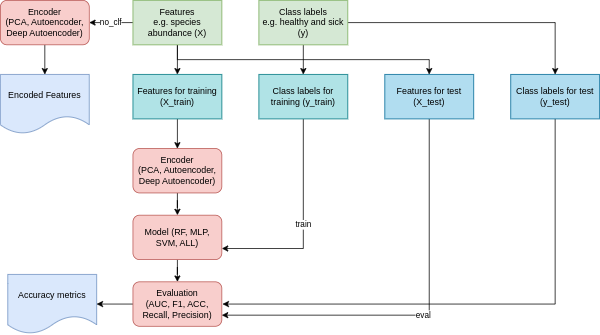 Encoder
(PCA, Autoencoder,
Deep Autoencoder)
no_clf
Features
e.g. species
abundance (X)
Class labels
e.g. healthy and sick
(y)
Encoded Features
Features for training
(X_train)
Class labels for
training (y_train)
Features for test
(X_test)
Class labels for test
(y_test)
Encoder
(PCA, Autoencoder,
Deep Autoencoder)
Model (RF, MLP,
SVM, ALL)
train
Accuracy metrics
Evaluation
(AUC, F1, ACC,
Recall, Precision)
eval